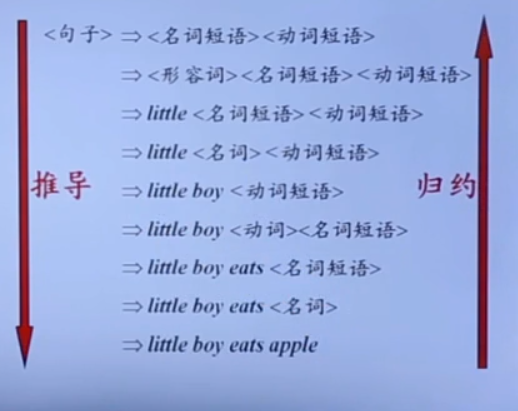 <句子> ⇒ <名词短语><动词短语>
⇒ <形容词><名词短语><动词短语>
⇒ little <名词短语><动词短语>
⇒ little <名词><动词短语>
推导
⇒ little boy <动词短语>
归约
⇒ little boy <动词><名词短语>
⇒ little boy eats <名词短语>
⇒ little boy eats <名词>
⇒ little boy eats apple